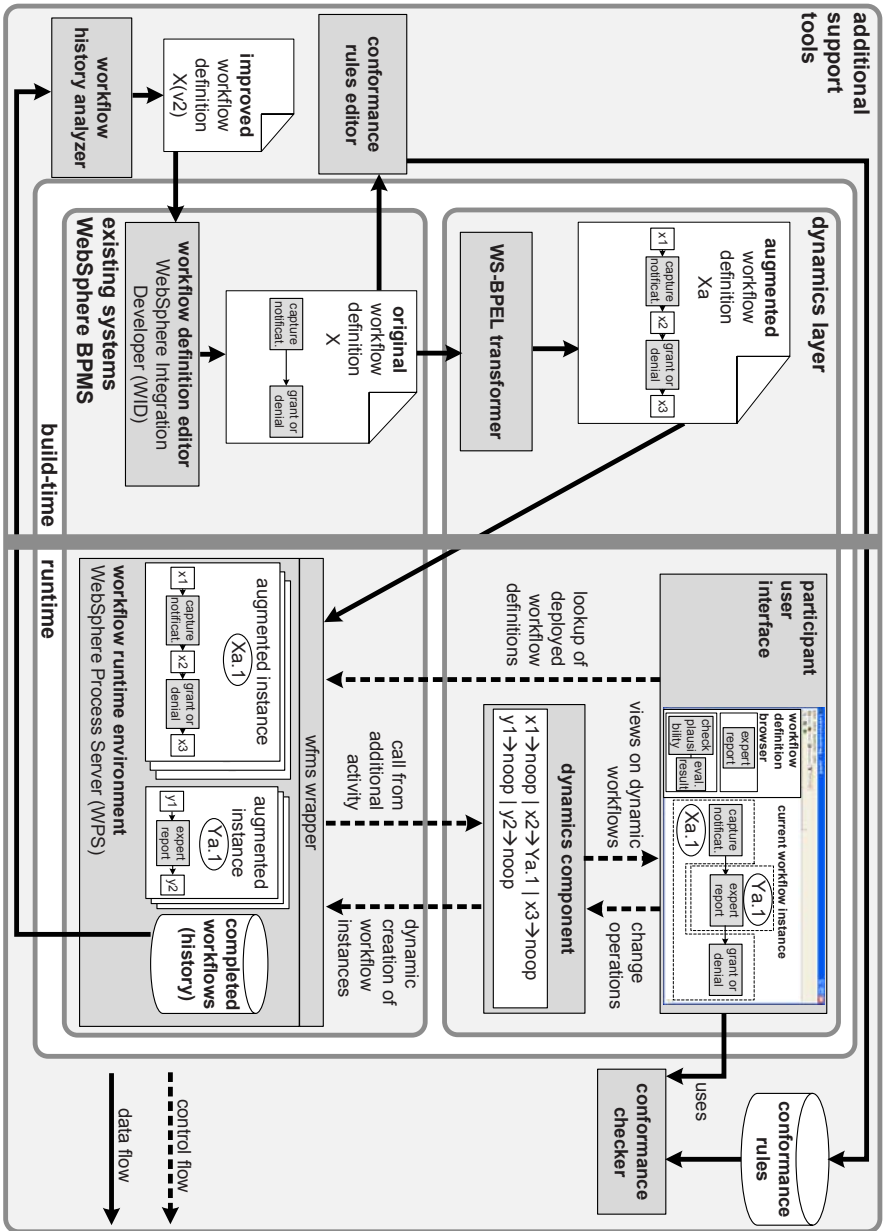 additional
support
tools
conformance
rules editor
improved
workflow
definition
X(v2)
workflow
history analyzer
dynamics layer
augmented
workflow
definition
Xa
x1
capture
notificat.
x2
grant or
denial
x3
WS-BPEL transformer
original
workflow
definition
X
capture
notificat.
grant or
denial
workflow definition editor
WebSphere Integration
Developer (WID)
existing systems
WebSphere BPMS
build-time
runtime
participant
user
interface
workflow
definition
browser
expert
report
check
plausi
bility
eval.
result
current workflow instance
capture
notificat.
Xa.1
Ya.1
expert
report
grant or
denial
lookup of
deployed
workflow
definitions
views on dynamic
workflows
change
operations
dynamics component
x1→noop | x2→Ya.1 | x3→noop
y1→noop | y2→noop
call from
additional
activity
dynamic
creation of
workflow
instances
wfms wrapper
augmented instance
Xa.1
x1
capture
notificat.
x2
grant or
denial
x3
augmented
instance
Ya.1
y1
expert
report
y2
completed
workflows
(history)
workflow runtime environment
WebSphere Process Server (WPS)
conformance
rules
uses
conformance
checker
control flow
data flow